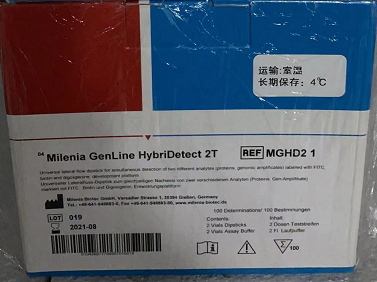 运输:室温
长期保存:4℃
Milenia GenLine HybriDetect 2T
REF MGHD2 1
Universal lateral flow dipstick for simultaneous detection of two different analytes (proteins, genomic amplificates) labelled with FITC,
biotin and digoxigenin, development platform
Universeller Lateralfluss-Dipstick zum gleichzeitigen Nachweis von zwei verschiedenen Analyten (Proteine, Gen-Amplifikate)
markiert mit FITC, Biotin und Digoxigenin, Entwicklungsplattform
Milenia Biotec GmbH, Versailler Strasse 1, 35394 Gießen, Germany
LOT 019
2021-08
100 Determinations/ 100 Bestimmungen
Contents: Inhalt:
2 Vials Dipsticks 2 Dosen Teststreifen
2 Vials Assay Buffer 2 Fl. Laufpuffer
100